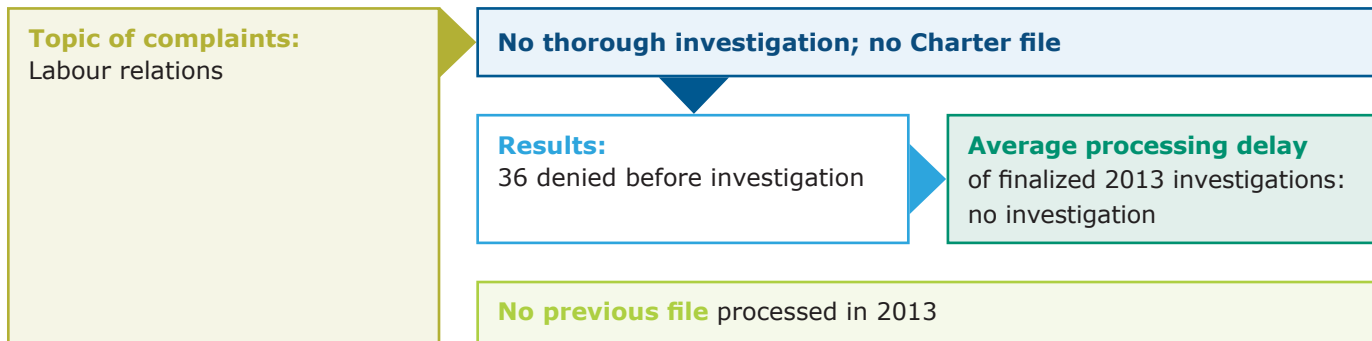 Topic of complaints:
Labour relations
No thorough investigation; no Charter file
Results:
36 denied before investigation
Average processing delay
of finalized 2013 investigations:
no investigation
No previous file processed in 2013